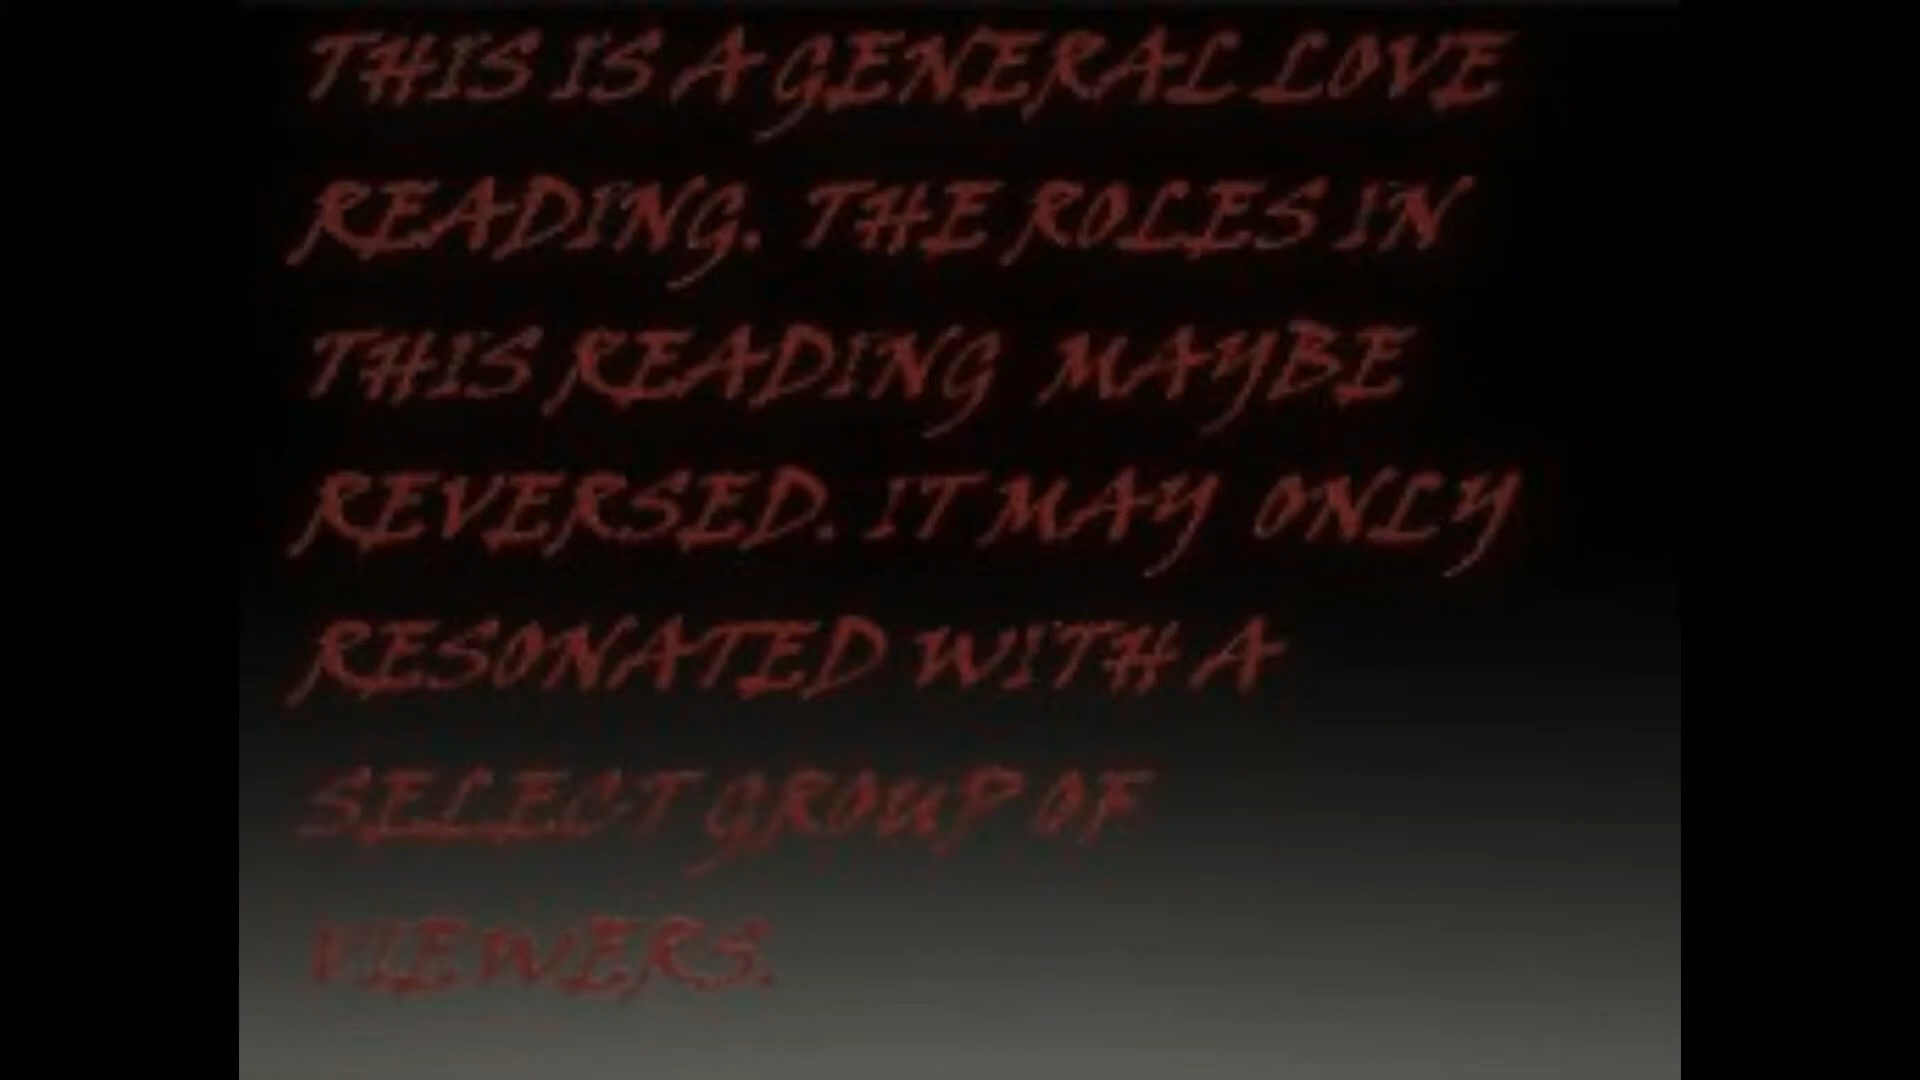 THIS IS A GENERAL LOVE
READING. THE ROLES IN
THIS READING MAYBE
REVERSED. IT MAY ONLY
RESONATED WITH A
SELECT GROUP OF
VIEWERS.